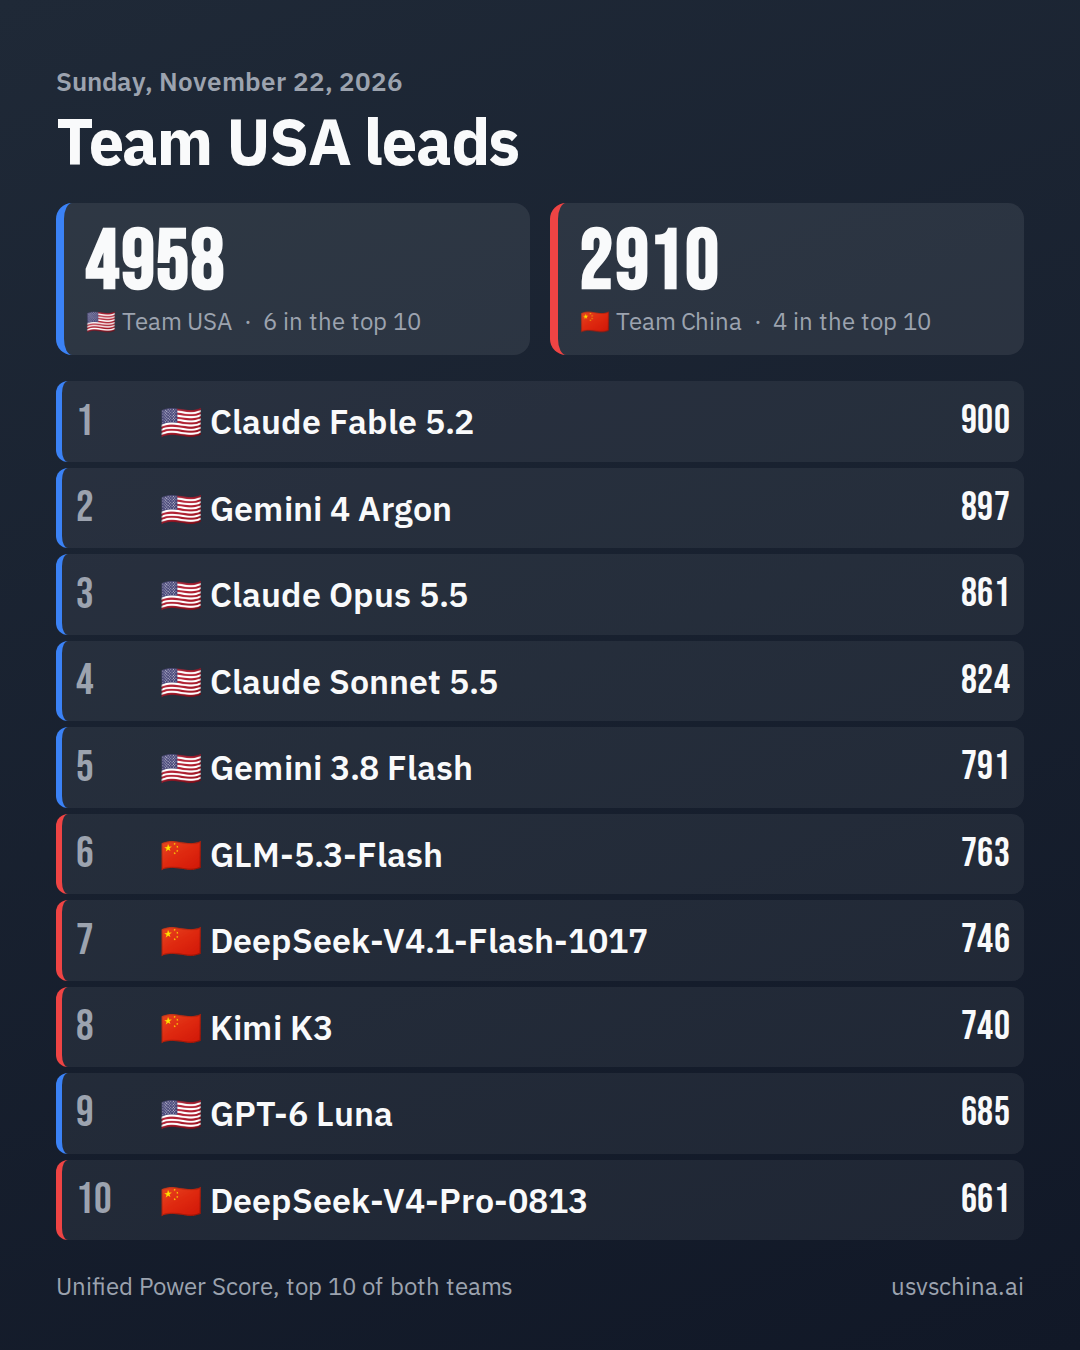 Sunday, November 22, 2026
Team USA leads
4958
🇺🇸 Team USA · 6 in the top 10
2910
🇨🇳 Team China · 4 in the top 10
1 🇺🇸 Claude Fable 5.2 900
2 🇺🇸 Gemini 4 Argon 897
3 🇺🇸 Claude Opus 5.5 861
4 🇺🇸 Claude Sonnet 5.5 824
5 🇺🇸 Gemini 3.8 Flash 791
6 🇨🇳 GLM-5.3-Flash 763
7 🇨🇳 DeepSeek-V4.1-Flash-1017 746
8 🇨🇳 Kimi K3 740
9 🇺🇸 GPT-6 Luna 685
10 🇨🇳 DeepSeek-V4-Pro-0813 661
Unified Power Score, top 10 of both teams
usvschina.ai